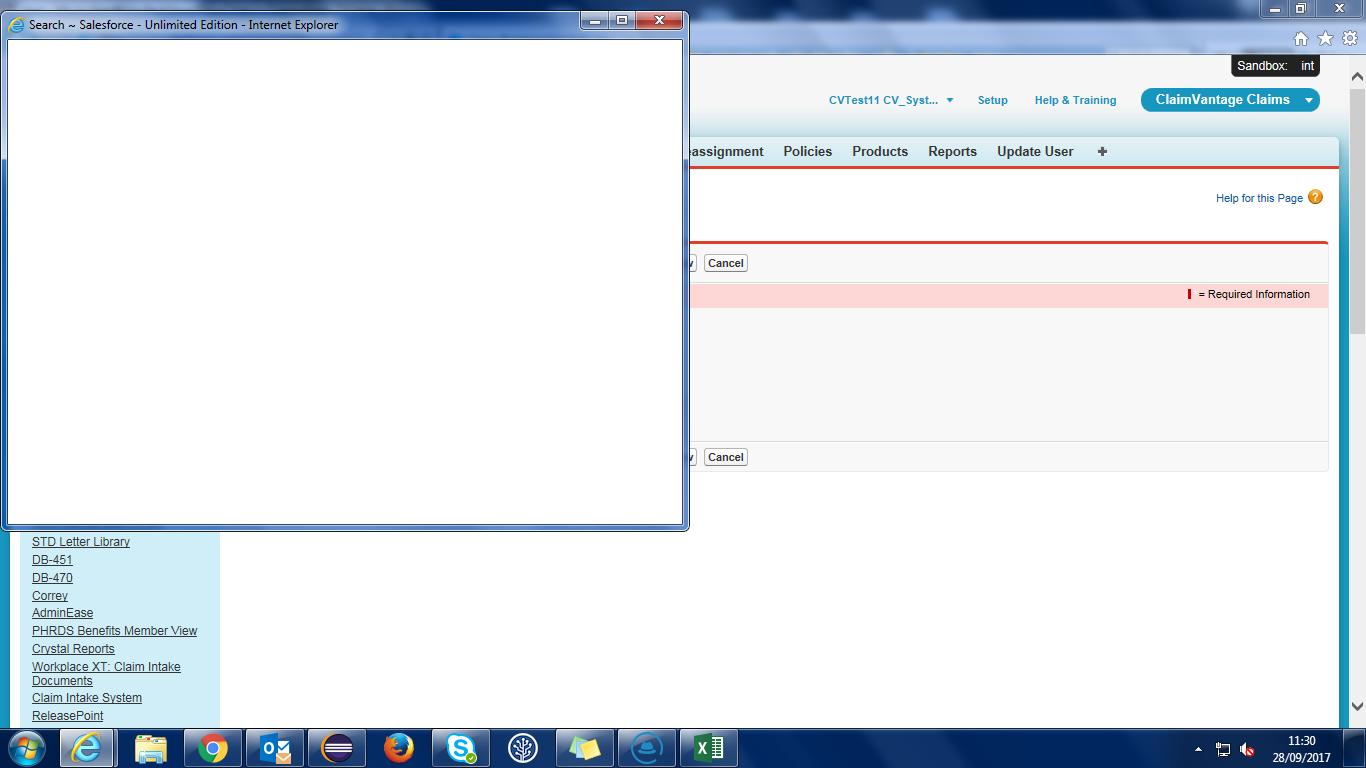 Search ~ Salesforce - Unlimited Edition - Internet Explorer
Sandbox: int
CVTest11 CV_Syst... Setup Help & Training ClaimVantage Claims
eassignment Policies Products Reports Update User
Help for this Page
Cancel
= Required Information
Cancel
STD Letter Library
DB-451
DB-470
Correy
AdminEase
PHRDS Benefits Member View
Crystal Reports
Workplace XT: Claim Intake
Documents
Claim Intake System
ReleasePoint
11:30
28/09/2017